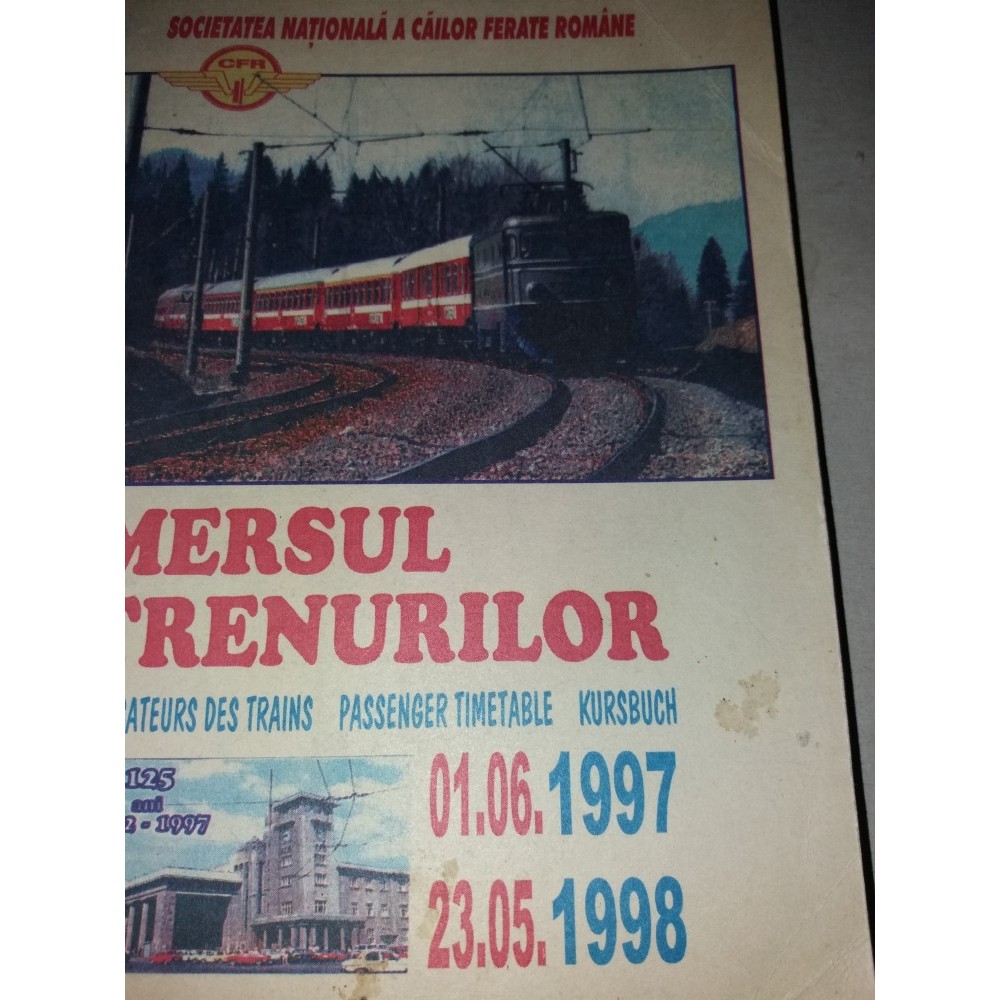 SOCIETATEA NAȚIONALĂ A CĂILOR FERATE ROMÂNE
CFR
MERSUL
TRENURILOR
ATEURS DES TRAINS PASSENGER TIMETABLE KURSBUCH
125
ani
2 - 1997
01.06.1997
23.05.1998